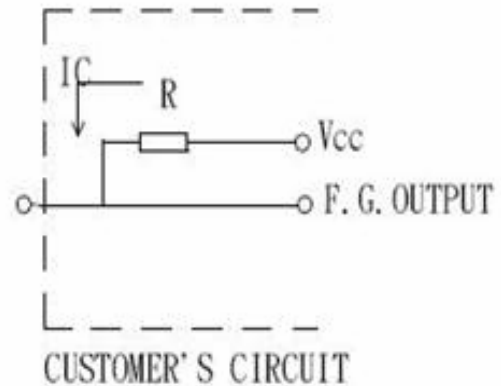 IC
R
Vcc
F. G. OUTPUT
CUSTOMER'S CIRCUIT